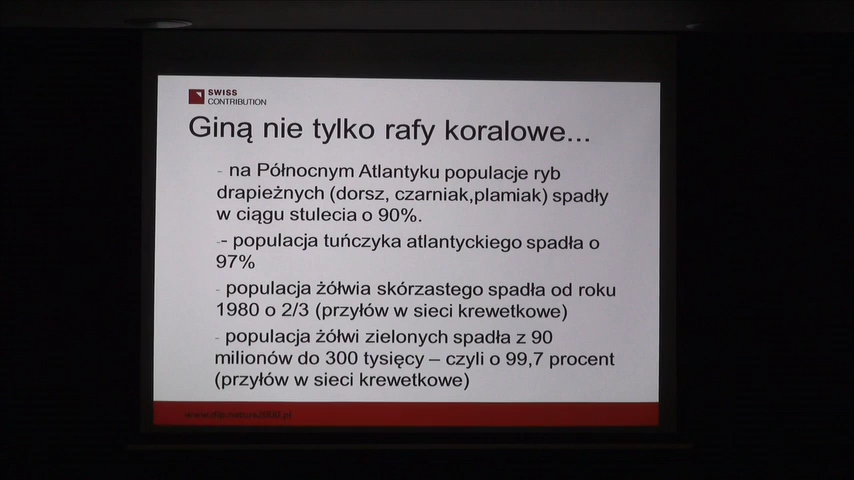 SWISS
CONTRIBUTION
Giną nie tylko rafy koralowe...
- na Północnym Atlantyku populacje ryb
drapieżnych (dorsz, czarniak,plamiak) spadły
w ciągu stulecia o 90%.
-- populacja tuńczyka atlantyckiego spadła o
97%
- populacja żółwia skórzastego spadła od roku
1980 o 2/3 (przyłów w sieci krewetkowe)
- populacja żółwi zielonych spadła z 90
milionów do 300 tysięcy – czyli o 99,7 procent
(przyłów w sieci krewetkowe)